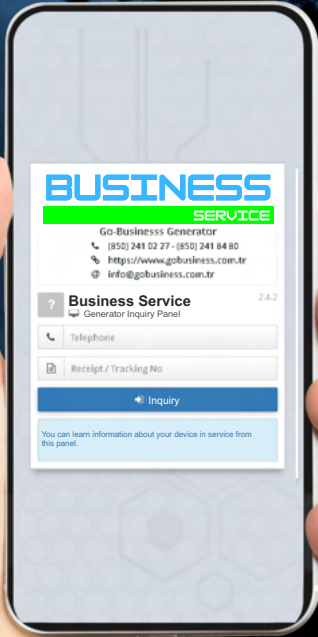 BUSINESS
SERVICE
Go-Businesss Generator
(850) 241 02 27 - (850) 241 84 80
https://www.gobusiness.com.tr
info@gobusiness.com.tr
?
Business Service
2.4.2
Generator Inquiry Panel
Telephone
Receipt / Tracking No
Inquiry
You can learn information about your device in service from
this panel.